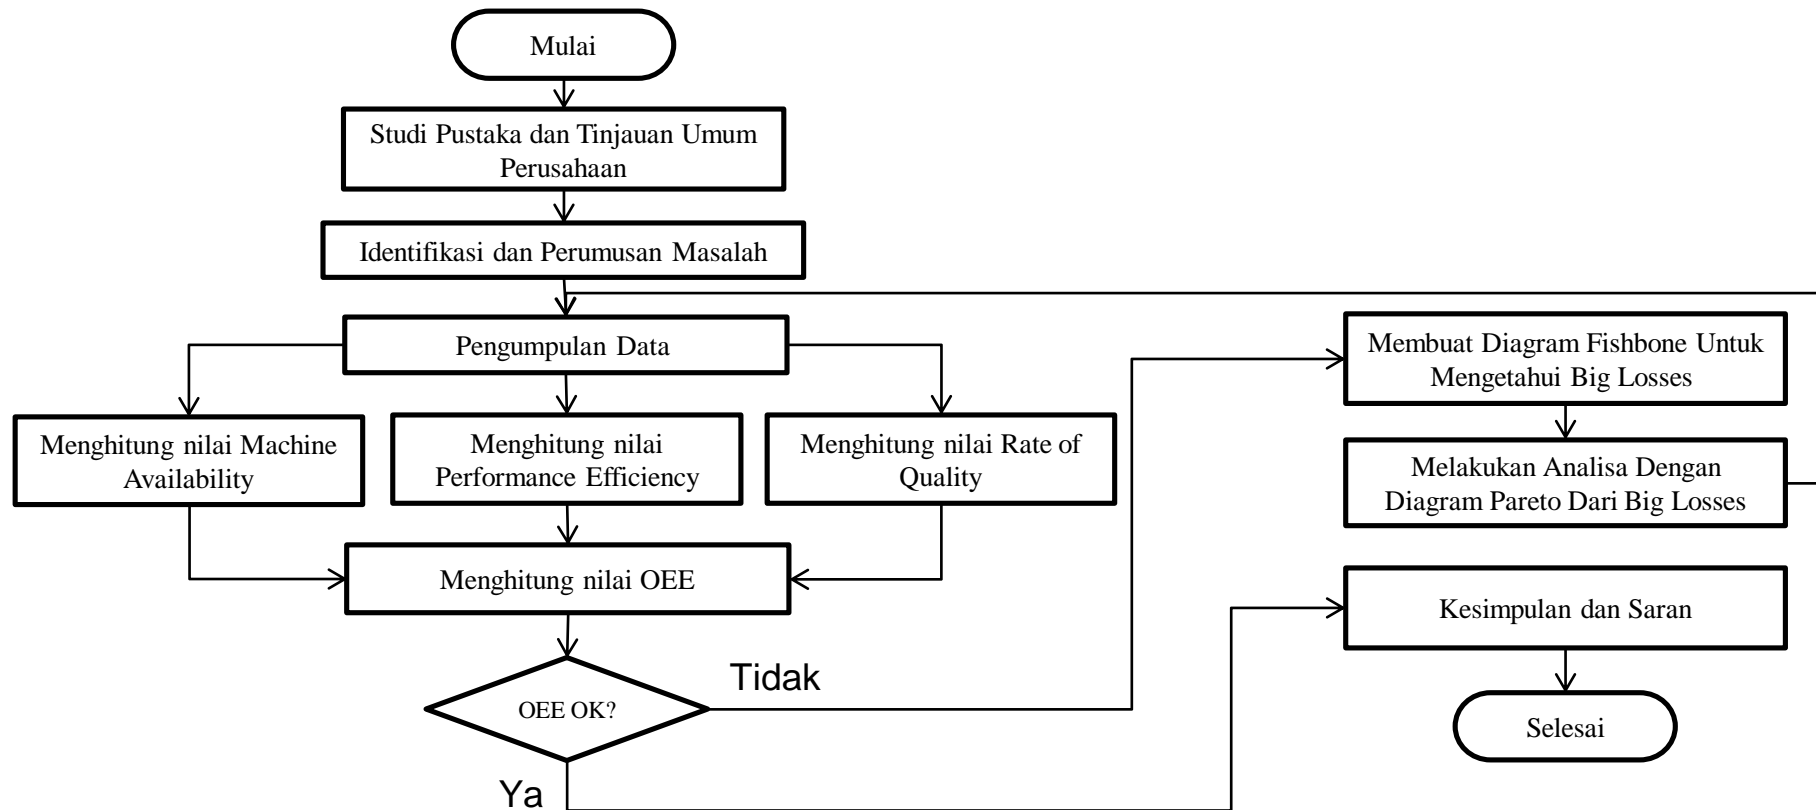 Mulai
Studi Pustaka dan Tinjauan Umum
Perusahaan
Identifikasi dan Perumusan Masalah
Pengumpulan Data
Menghitung nilai Machine
Availability
Menghitung nilai
Performance Efficiency
Menghitung nilai Rate of
Quality
Menghitung nilai OEE
OEE OK?
Tidak
Ya
Membuat Diagram Fishbone Untuk
Mengetahui Big Losses
Melakukan Analisa Dengan
Diagram Pareto Dari Big Losses
Kesimpulan dan Saran
Selesai